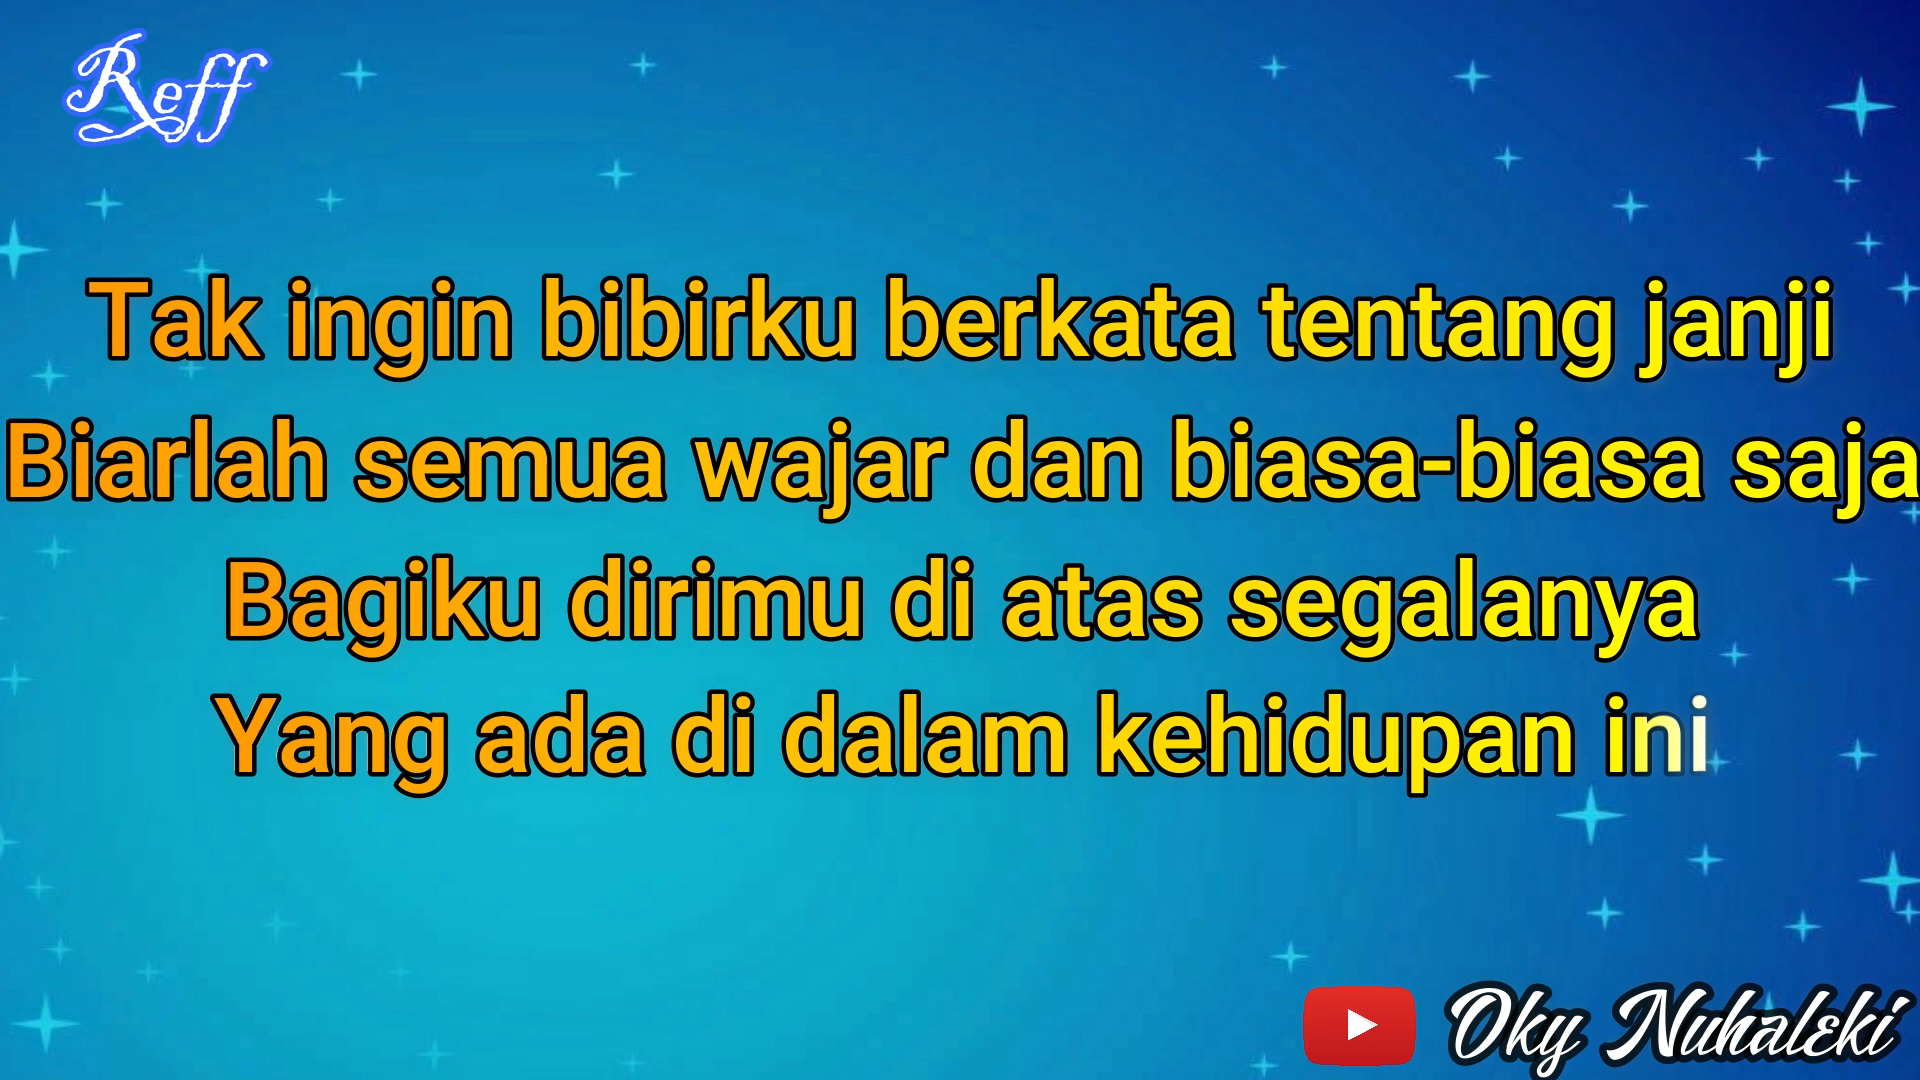 Reff
Tak ingin bibirku berkata tentang janji
Biarlah semua wajar dan biasa-biasa saja
Bagiku dirimu di atas segalanya
Yang ada di dalam kehidupan ini
Oky Nuhaleki